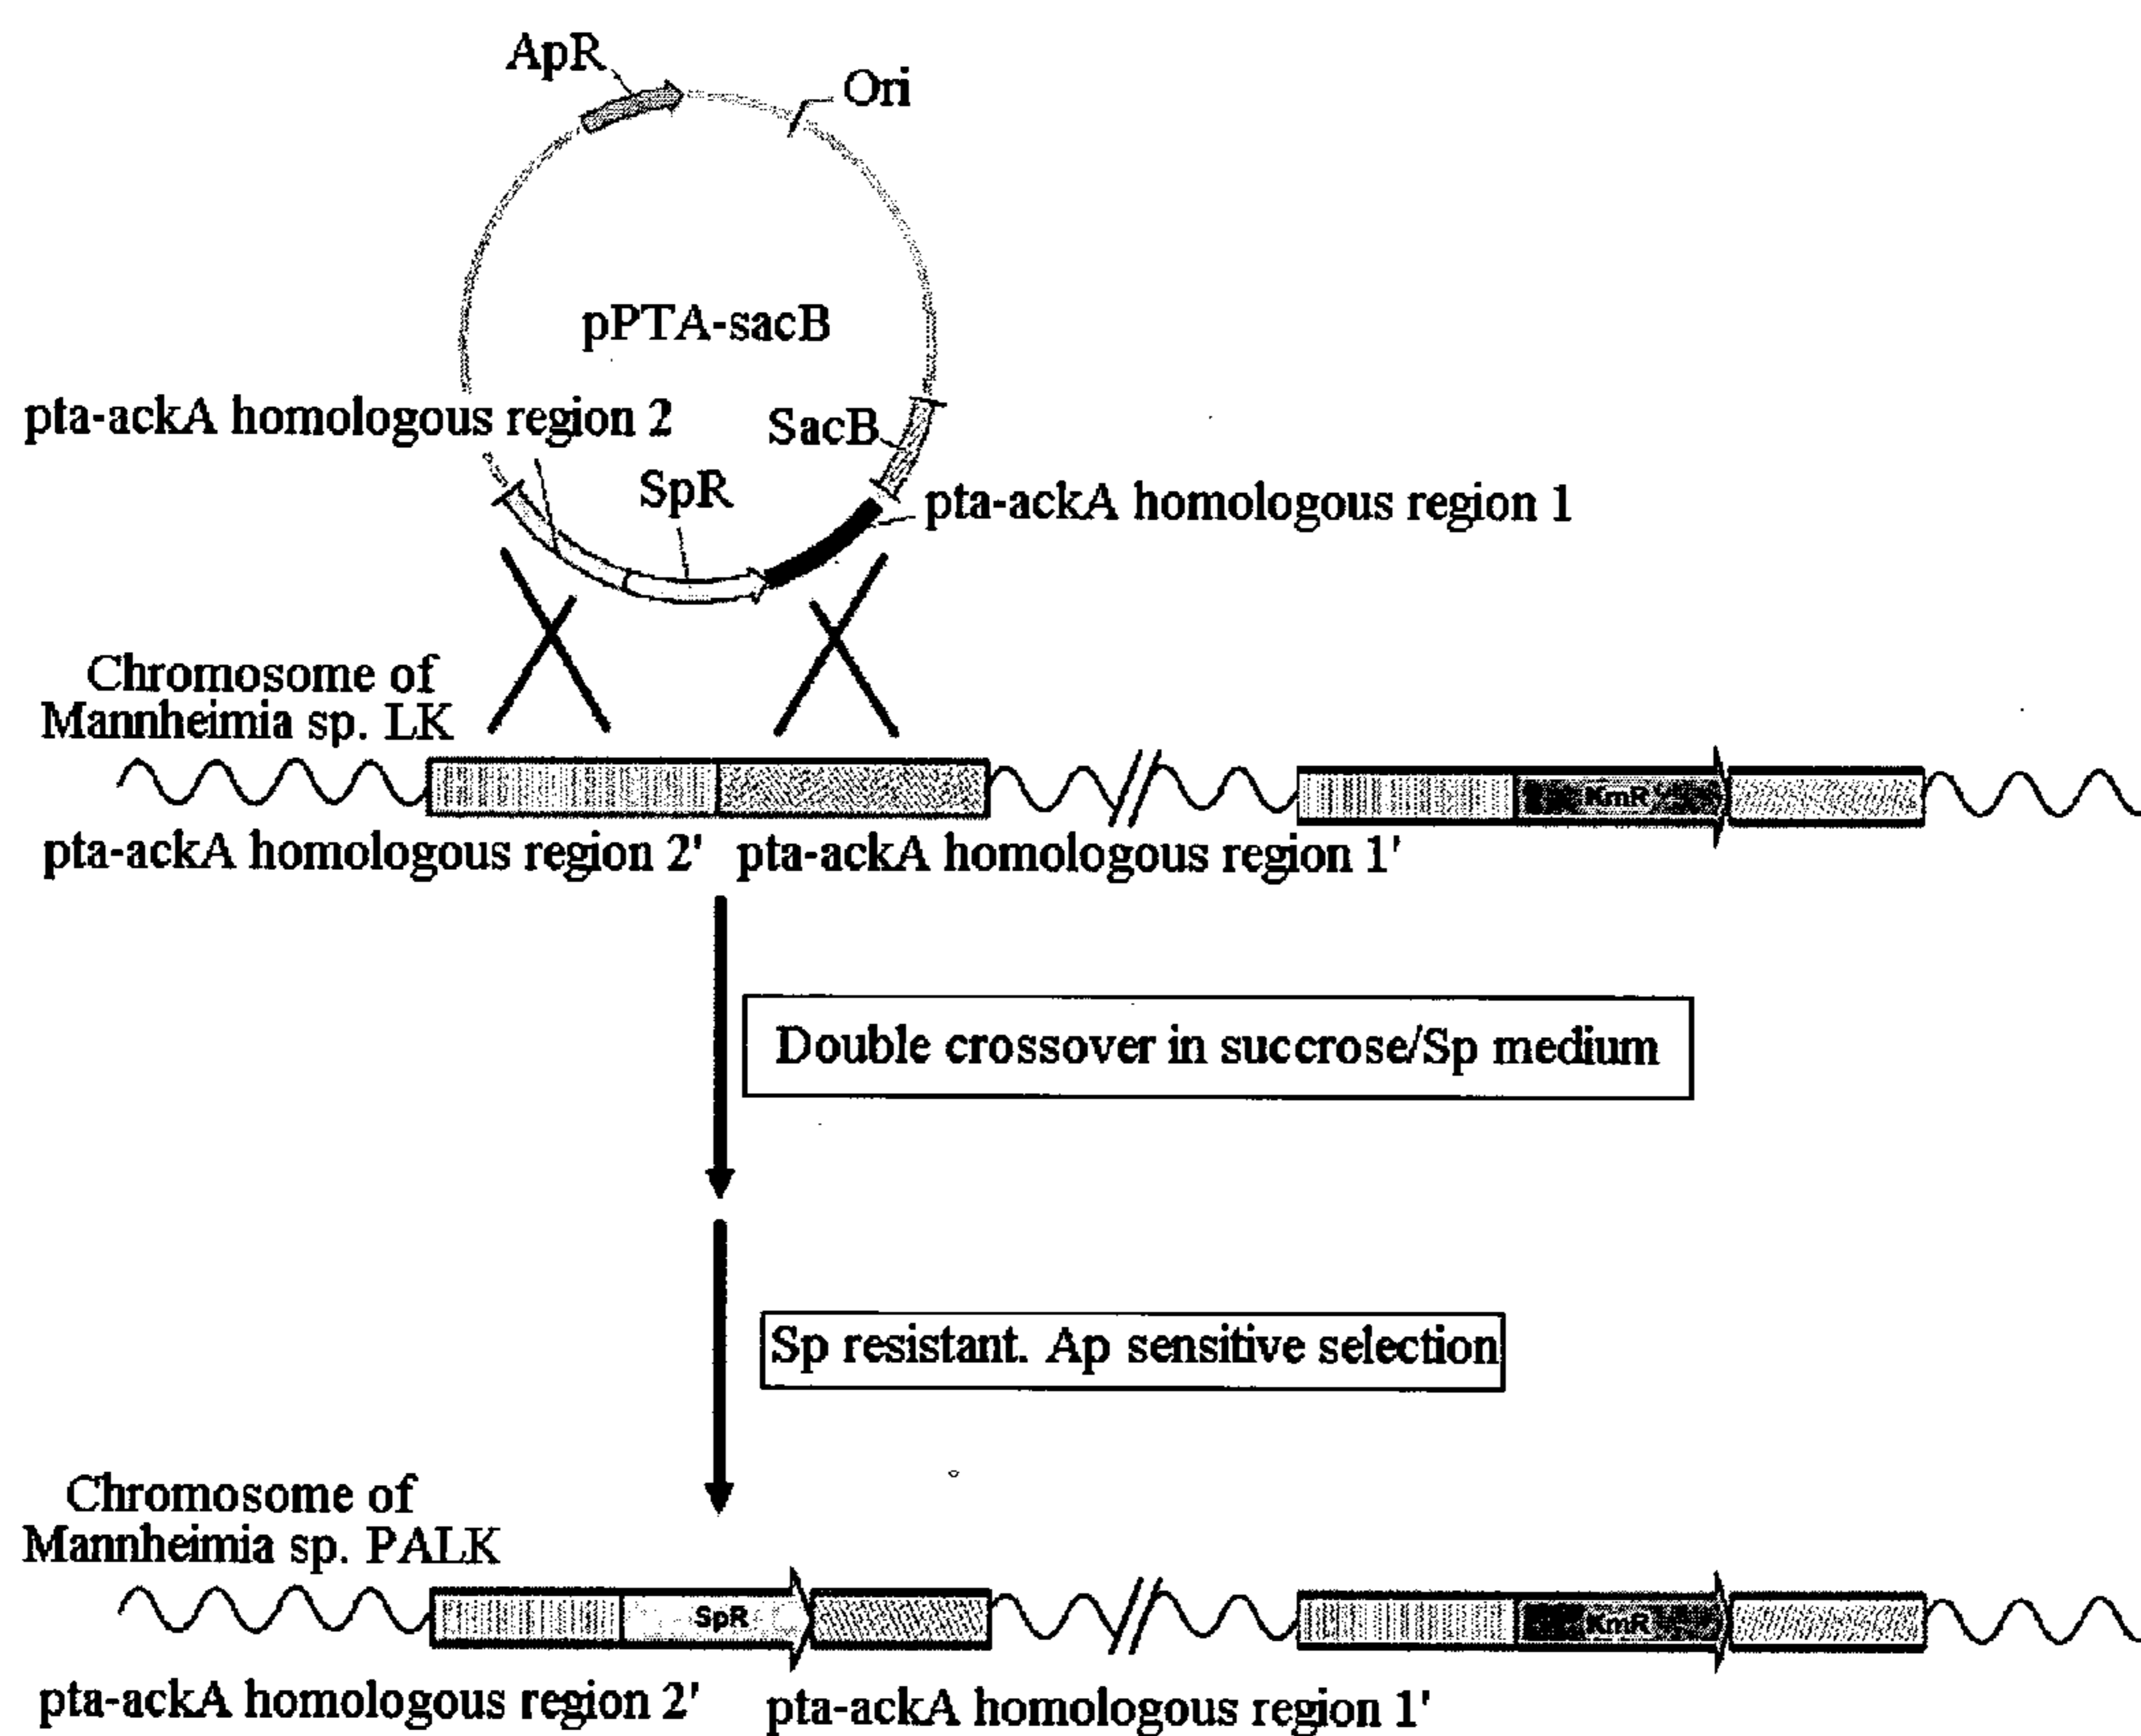 ApR
Ori
pPTA-sacB
pta-ackA homologous region 2
SacB
SpR
pta-ackA homologous region 1
Chromosome of
Mannheimia sp. LK
KmR
pta-ackA homologous region 2'
pta-ackA homologous region 1'
Double crossover in succrose/Sp medium
Sp resistant. Ap sensitive selection
Chromosome of
Mannheimia sp. PALK
SpR
KmR
pta-ackA homologous region 2'
pta-ackA homologous region 1'